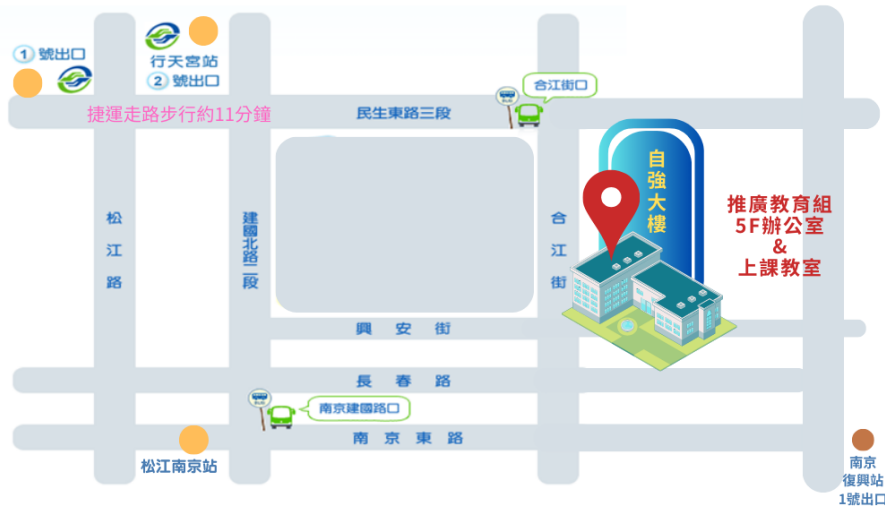 1 號出口
行天宮站
2 號出口
合江街口
BUS
捷運走路步行約11分鐘
民生東路三段
自強大樓
推廣教育組
5F辦公室
&
上課教室
松江路
建國北路二段
合江街
興安街
長春路
BUS
南京建國路口
南京東路
松江南京站
南京
復興站
1號出口